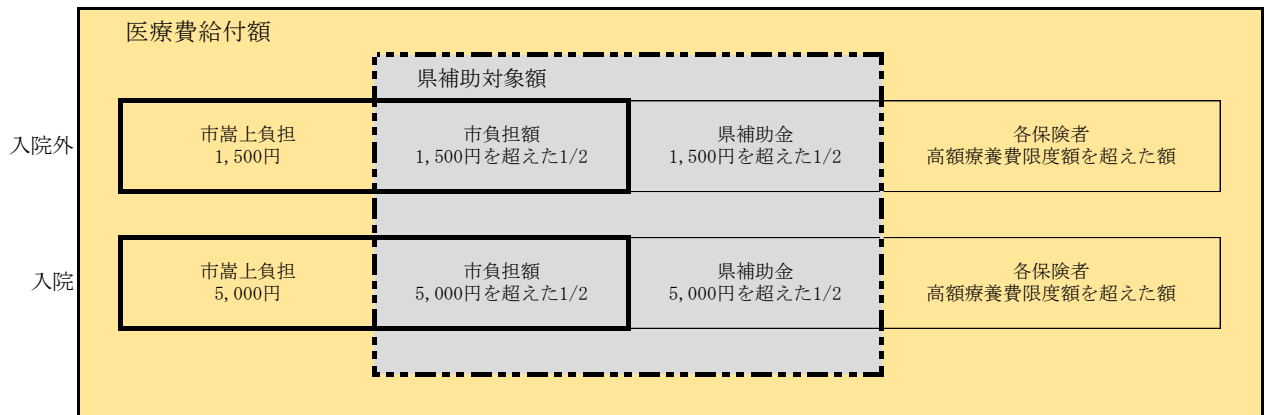 医療費給付額
県補助対象額
入院外
市嵩上負担
1,500円
市負担額
1,500円を超えた1/2
県補助金
1,500円を超えた1/2
各保険者
高額療養費限度額を超えた額
入院
市嵩上負担
5,000円
市負担額
5,000円を超えた1/2
県補助金
5,000円を超えた1/2
各保険者
高額療養費限度額を超えた額